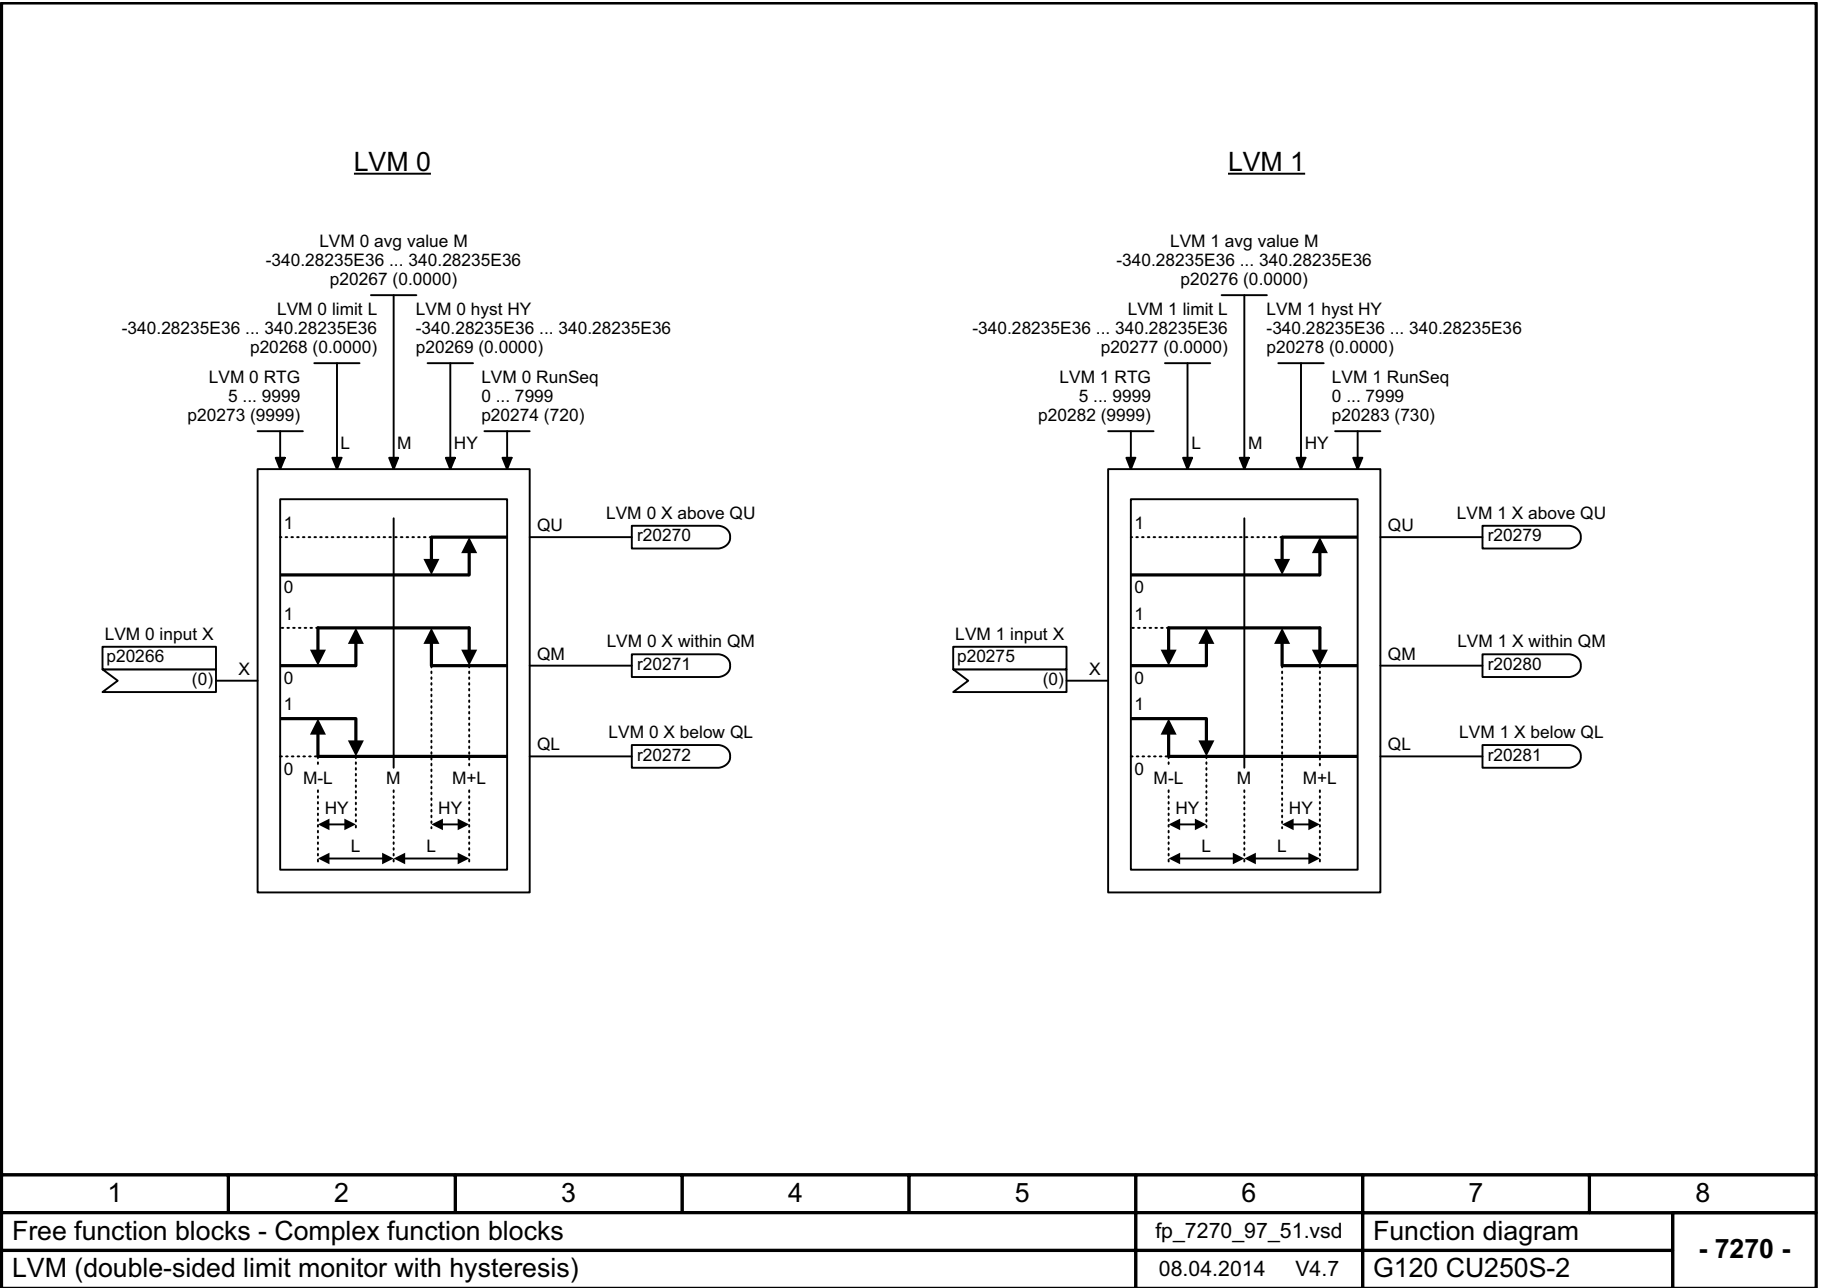 LVM 0
LVM 0 avg value M
-340.28235E36 ... 340.28235E36
p20267 (0.0000)
LVM 0 limit L
-340.28235E36 ... 340.28235E36
p20268 (0.0000)
LVM 0 hyst HY
-340.28235E36 ... 340.28235E36
p20269 (0.0000)
LVM 0 RTG
5 ... 9999
p20273 (9999)
LVM 0 RunSeq
0 ... 7999
p20274 (720)
L
M
HY
LVM 0 input X
p20266
(0)
X
1
0
1
0
1
0
M-L
M
M+L
HY
HY
L
L
QU
LVM 0 X above QU
r20270
QM
LVM 0 X within QM
r20271
QL
LVM 0 X below QL
r20272
LVM 1
LVM 1 avg value M
-340.28235E36 ... 340.28235E36
p20276 (0.0000)
LVM 1 limit L
-340.28235E36 ... 340.28235E36
p20277 (0.0000)
LVM 1 hyst HY
-340.28235E36 ... 340.28235E36
p20278 (0.0000)
LVM 1 RTG
5 ... 9999
p20282 (9999)
LVM 1 RunSeq
0 ... 7999
p20283 (730)
L
M
HY
LVM 1 input X
p20275
(0)
X
1
0
1
0
1
0
M-L
M
M+L
HY
HY
L
L
QU
LVM 1 X above QU
r20279
QM
LVM 1 X within QM
r20280
QL
LVM 1 X below QL
r20281
1 2 3 4 5 6 7 8
Free function blocks - Complex function blocks
fp_7270_97_51.vsd
Function diagram
- 7270 -
LVM (double-sided limit monitor with hysteresis)
08.04.2014 V4.7
G120 CU250S-2